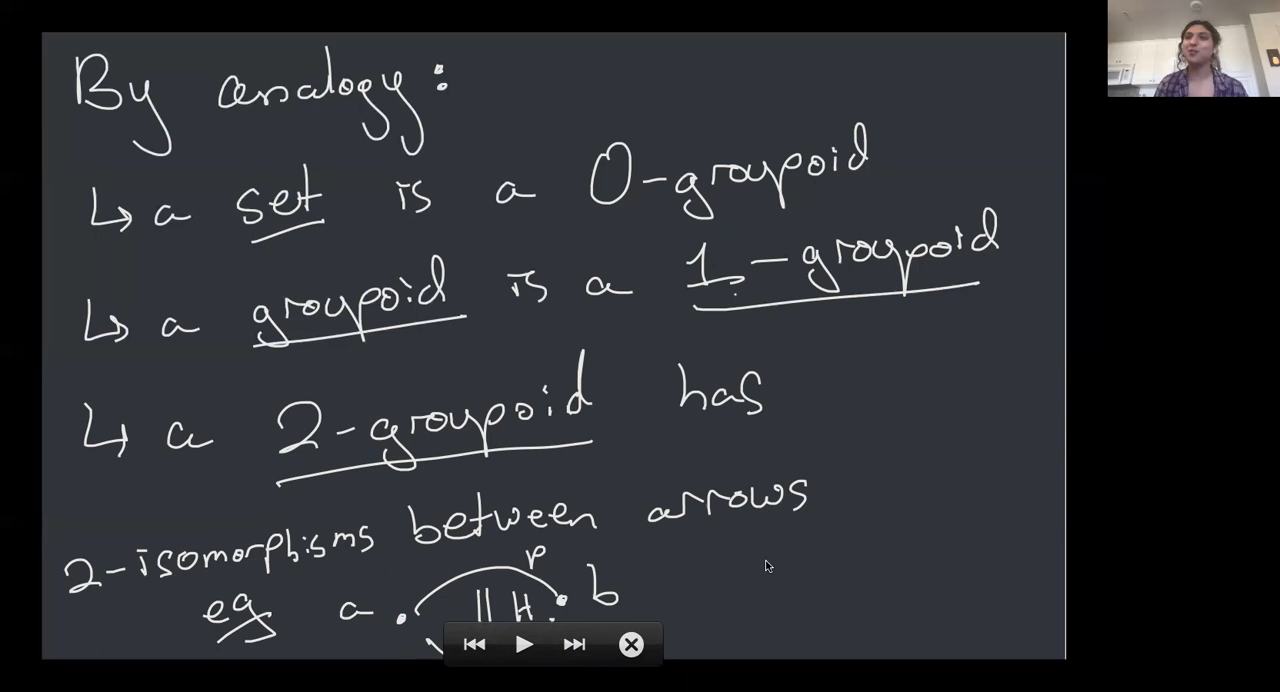 By analogy:
↳ a set is a 0-groupoid
↳ a groupoid is a 1-groupoid
↳ a 2-groupoid has
2-isomorphisms between arrows
p
eg a . || H . b